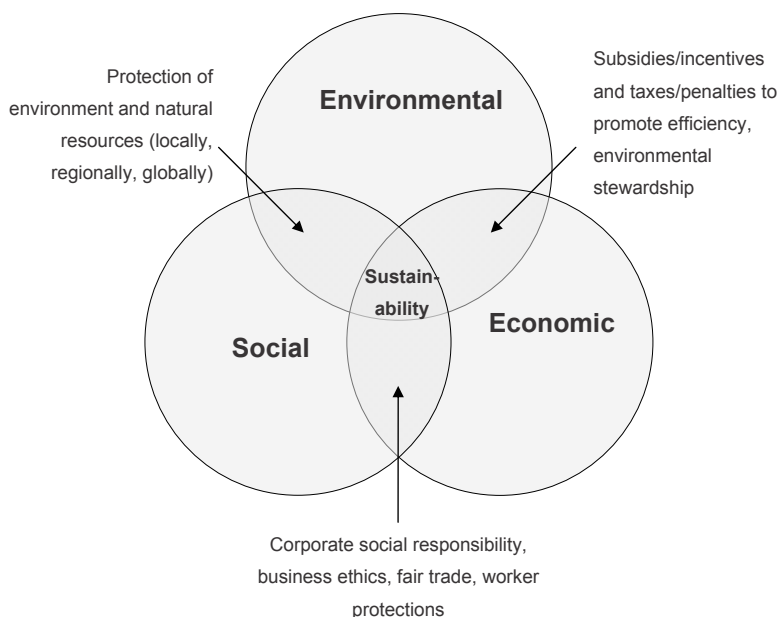 Protection of
environment and natural
resources (locally,
regionally, globally)
Environmental
Subsidies/incentives
and taxes/penalties to
promote efficiency,
environmental
stewardship
Sustain-
ability
Social
Economic
Corporate social responsibility,
business ethics, fair trade, worker
protections